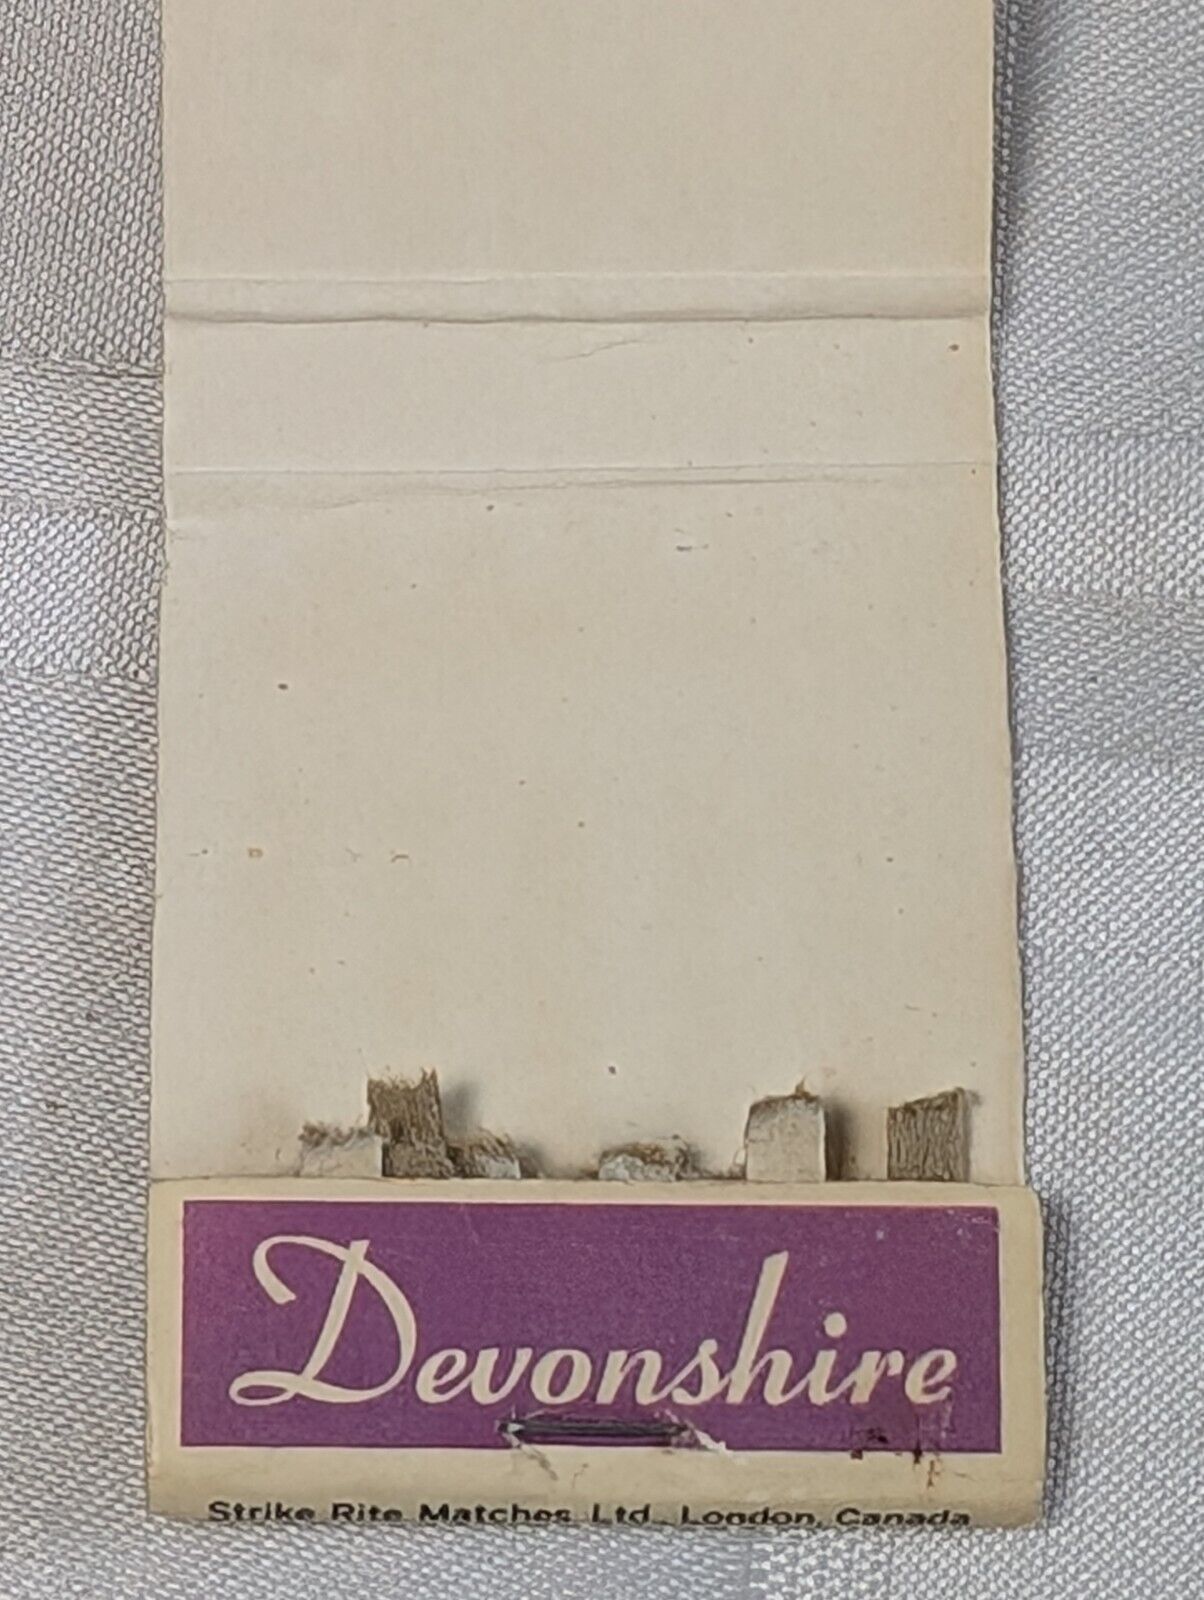 Devonshire
Strike Rite Matches Ltd., London, Canada